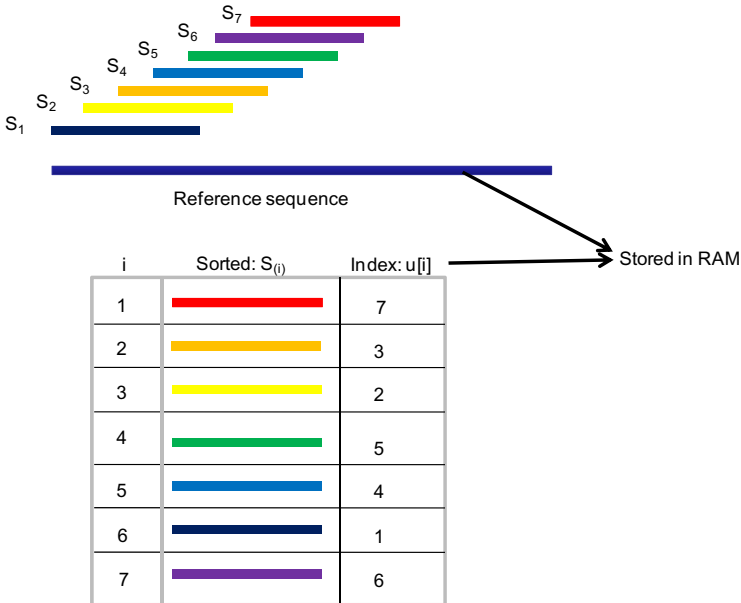 S7
S6
S5
S4
S3
S2
S1
Reference sequence
Stored in RAM
i Sorted: S(i) Index: u[i]
1 7
2 3
3 2
4 5
5 4
6 1
7 6